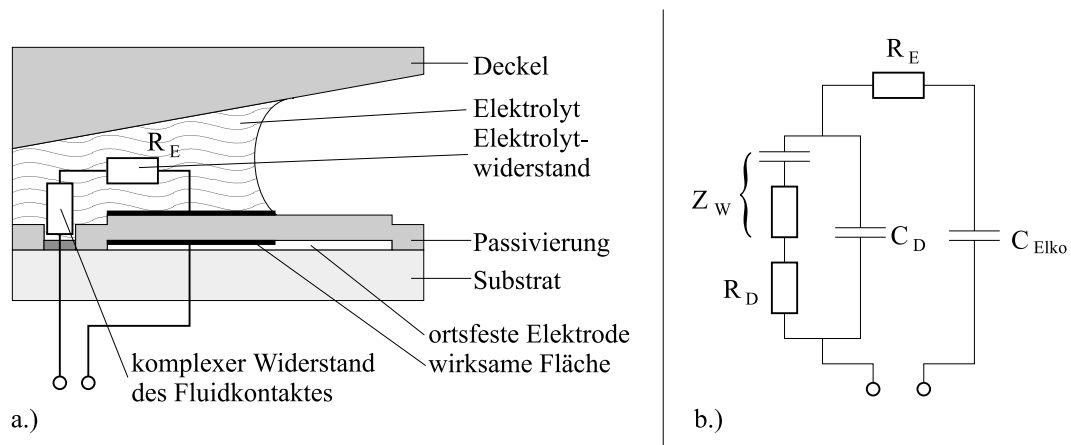 Deckel
Elektrolyt
Elektrolyt-
widerstand
R E
Passivierung
Substrat
ortsfeste Elektrode
wirksame Fläche
komplexer Widerstand
des Fluidkontaktes
a.)
R E
Z W
C D
C Elko
R D
b.)